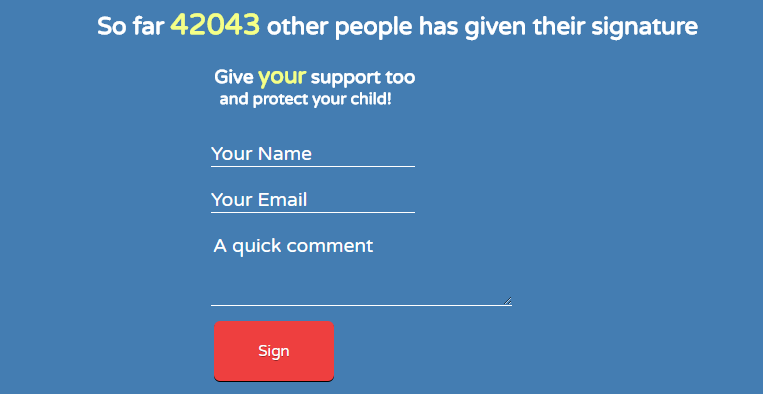 So far 42043 other people has given their signature
Give your support too
and protect your child!
Your Name
Your Email
A quick comment
Sign